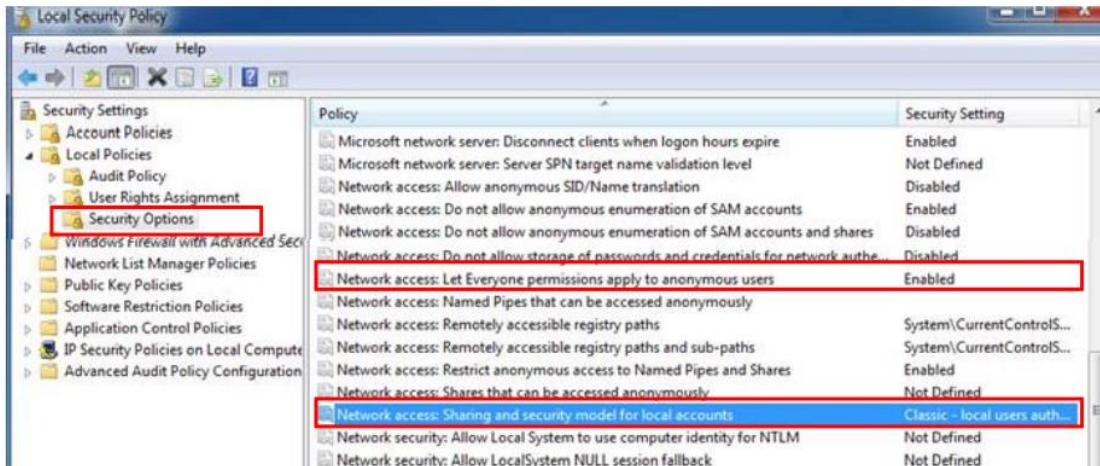 Local Security Policy
File Action View Help
Security Settings
Account Policies
Local Policies
Audit Policy
User Rights Assignment
Security Options
Windows Firewall with Advanced Secu
Network List Manager Policies
Public Key Policies
Software Restriction Policies
Application Control Policies
IP Security Policies on Local Compute
Advanced Audit Policy Configuration
Policy Security Setting
Microsoft network server: Disconnect clients when logon hours expire Enabled
Microsoft network server: Server SPN target name validation level Not Defined
Network access: Allow anonymous SID/Name translation Disabled
Network access: Do not allow anonymous enumeration of SAM accounts Enabled
Network access: Do not allow anonymous enumeration of SAM accounts and shares Disabled
Network access: Do not allow storage of passwords and credentials for network authe... Disabled
Network access: Let Everyone permissions apply to anonymous users Enabled
Network access: Named Pipes that can be accessed anonymously
Network access: Remotely accessible registry paths System\CurrentControlS...
Network access: Remotely accessible registry paths and sub-paths System\CurrentControlS...
Network access: Restrict anonymous access to Named Pipes and Shares Enabled
Network access: Shares that can be accessed anonymously Not Defined
Network access: Sharing and security model for local accounts Classic - local users auth...
Network security: Allow Local System to use computer identity for NTLM Not Defined
Network security: Allow LocalSystem NULL session fallback Not Defined